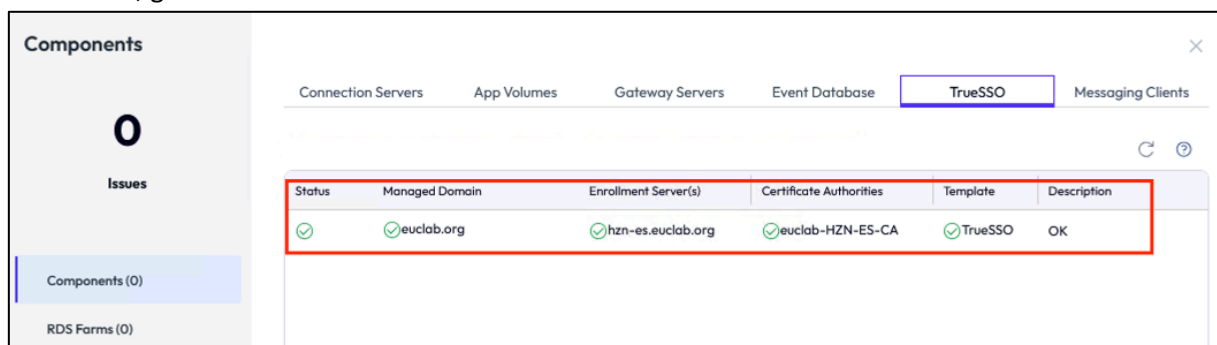 Components
Connection Servers App Volumes Gateway Servers Event Database TrueSSO Messaging Clients
0
Issues
Status Managed Domain Enrollment Server(s) Certificate Authorities Template Description
euclab.org hzn-es.euclab.org euclab-HZN-ES-CA TrueSSO OK
Components (0)
RDS Farms (0)